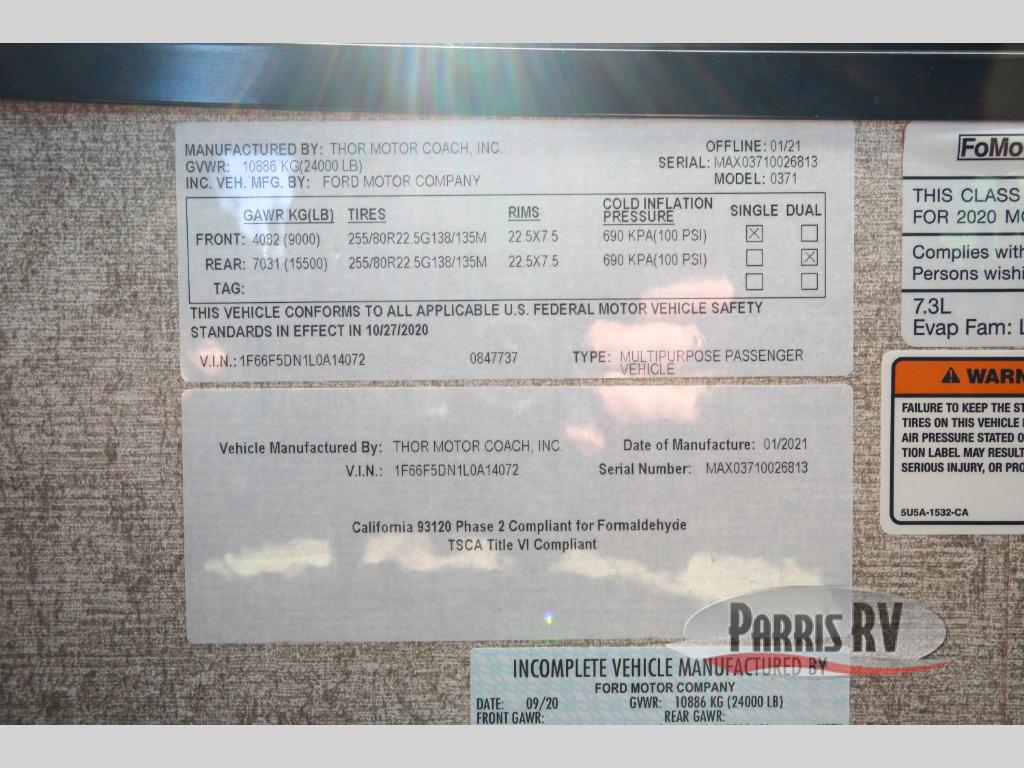 MANUFACTURED BY: THOR MOTOR COACH, INC.
OFFLINE: 01/21
GVWR: 10886 KG(24000 LB)
SERIAL: MAX03710026813
INC. VEH. MFG. BY: FORD MOTOR COMPANY
MODEL: 0371
GAWR KG(LB) TIRES RIMS COLD INFLATION PRESSURE SINGLE DUAL
FRONT: 4082 (9000) 255/80R22.5G138/135M 22.5X7.5 690 KPA(100 PSI) ☒ ☐
REAR: 7031 (15500) 255/80R22.5G138/135M 22.5X7.5 690 KPA(100 PSI) ☐ ☒
TAG: ☐ ☐
THIS VEHICLE CONFORMS TO ALL APPLICABLE U.S. FEDERAL MOTOR VEHICLE SAFETY
STANDARDS IN EFFECT IN 10/27/2020
V.I.N.: 1F66F5DN1L0A14072 0847737 TYPE: MULTIPURPOSE PASSENGER
VEHICLE
Vehicle Manufactured By: THOR MOTOR COACH, INC. Date of Manufacture: 01/2021
V.I.N.: 1F66F5DN1L0A14072 Serial Number: MAX03710026813
California 93120 Phase 2 Compliant for Formaldehyde
TSCA Title VI Compliant
FoMo
THIS CLASS
FOR 2020 MO
Complies with
Persons wishi
7.3L
Evap Fam: L
⚠ WARN
FAILURE TO KEEP THE ST
TIRES ON THIS VEHICLE
AIR PRESSURE STATED O
TION LABEL MAY RESULT
SERIOUS INJURY, OR PRO
5U5A-1532-CA
PARRIS RV
INCOMPLETE VEHICLE MANUFACTURED BY
FORD MOTOR COMPANY
DATE: 09/20 GVWR: 10886 KG (24000 LB)
FRONT GAWR: REAR GAWR: